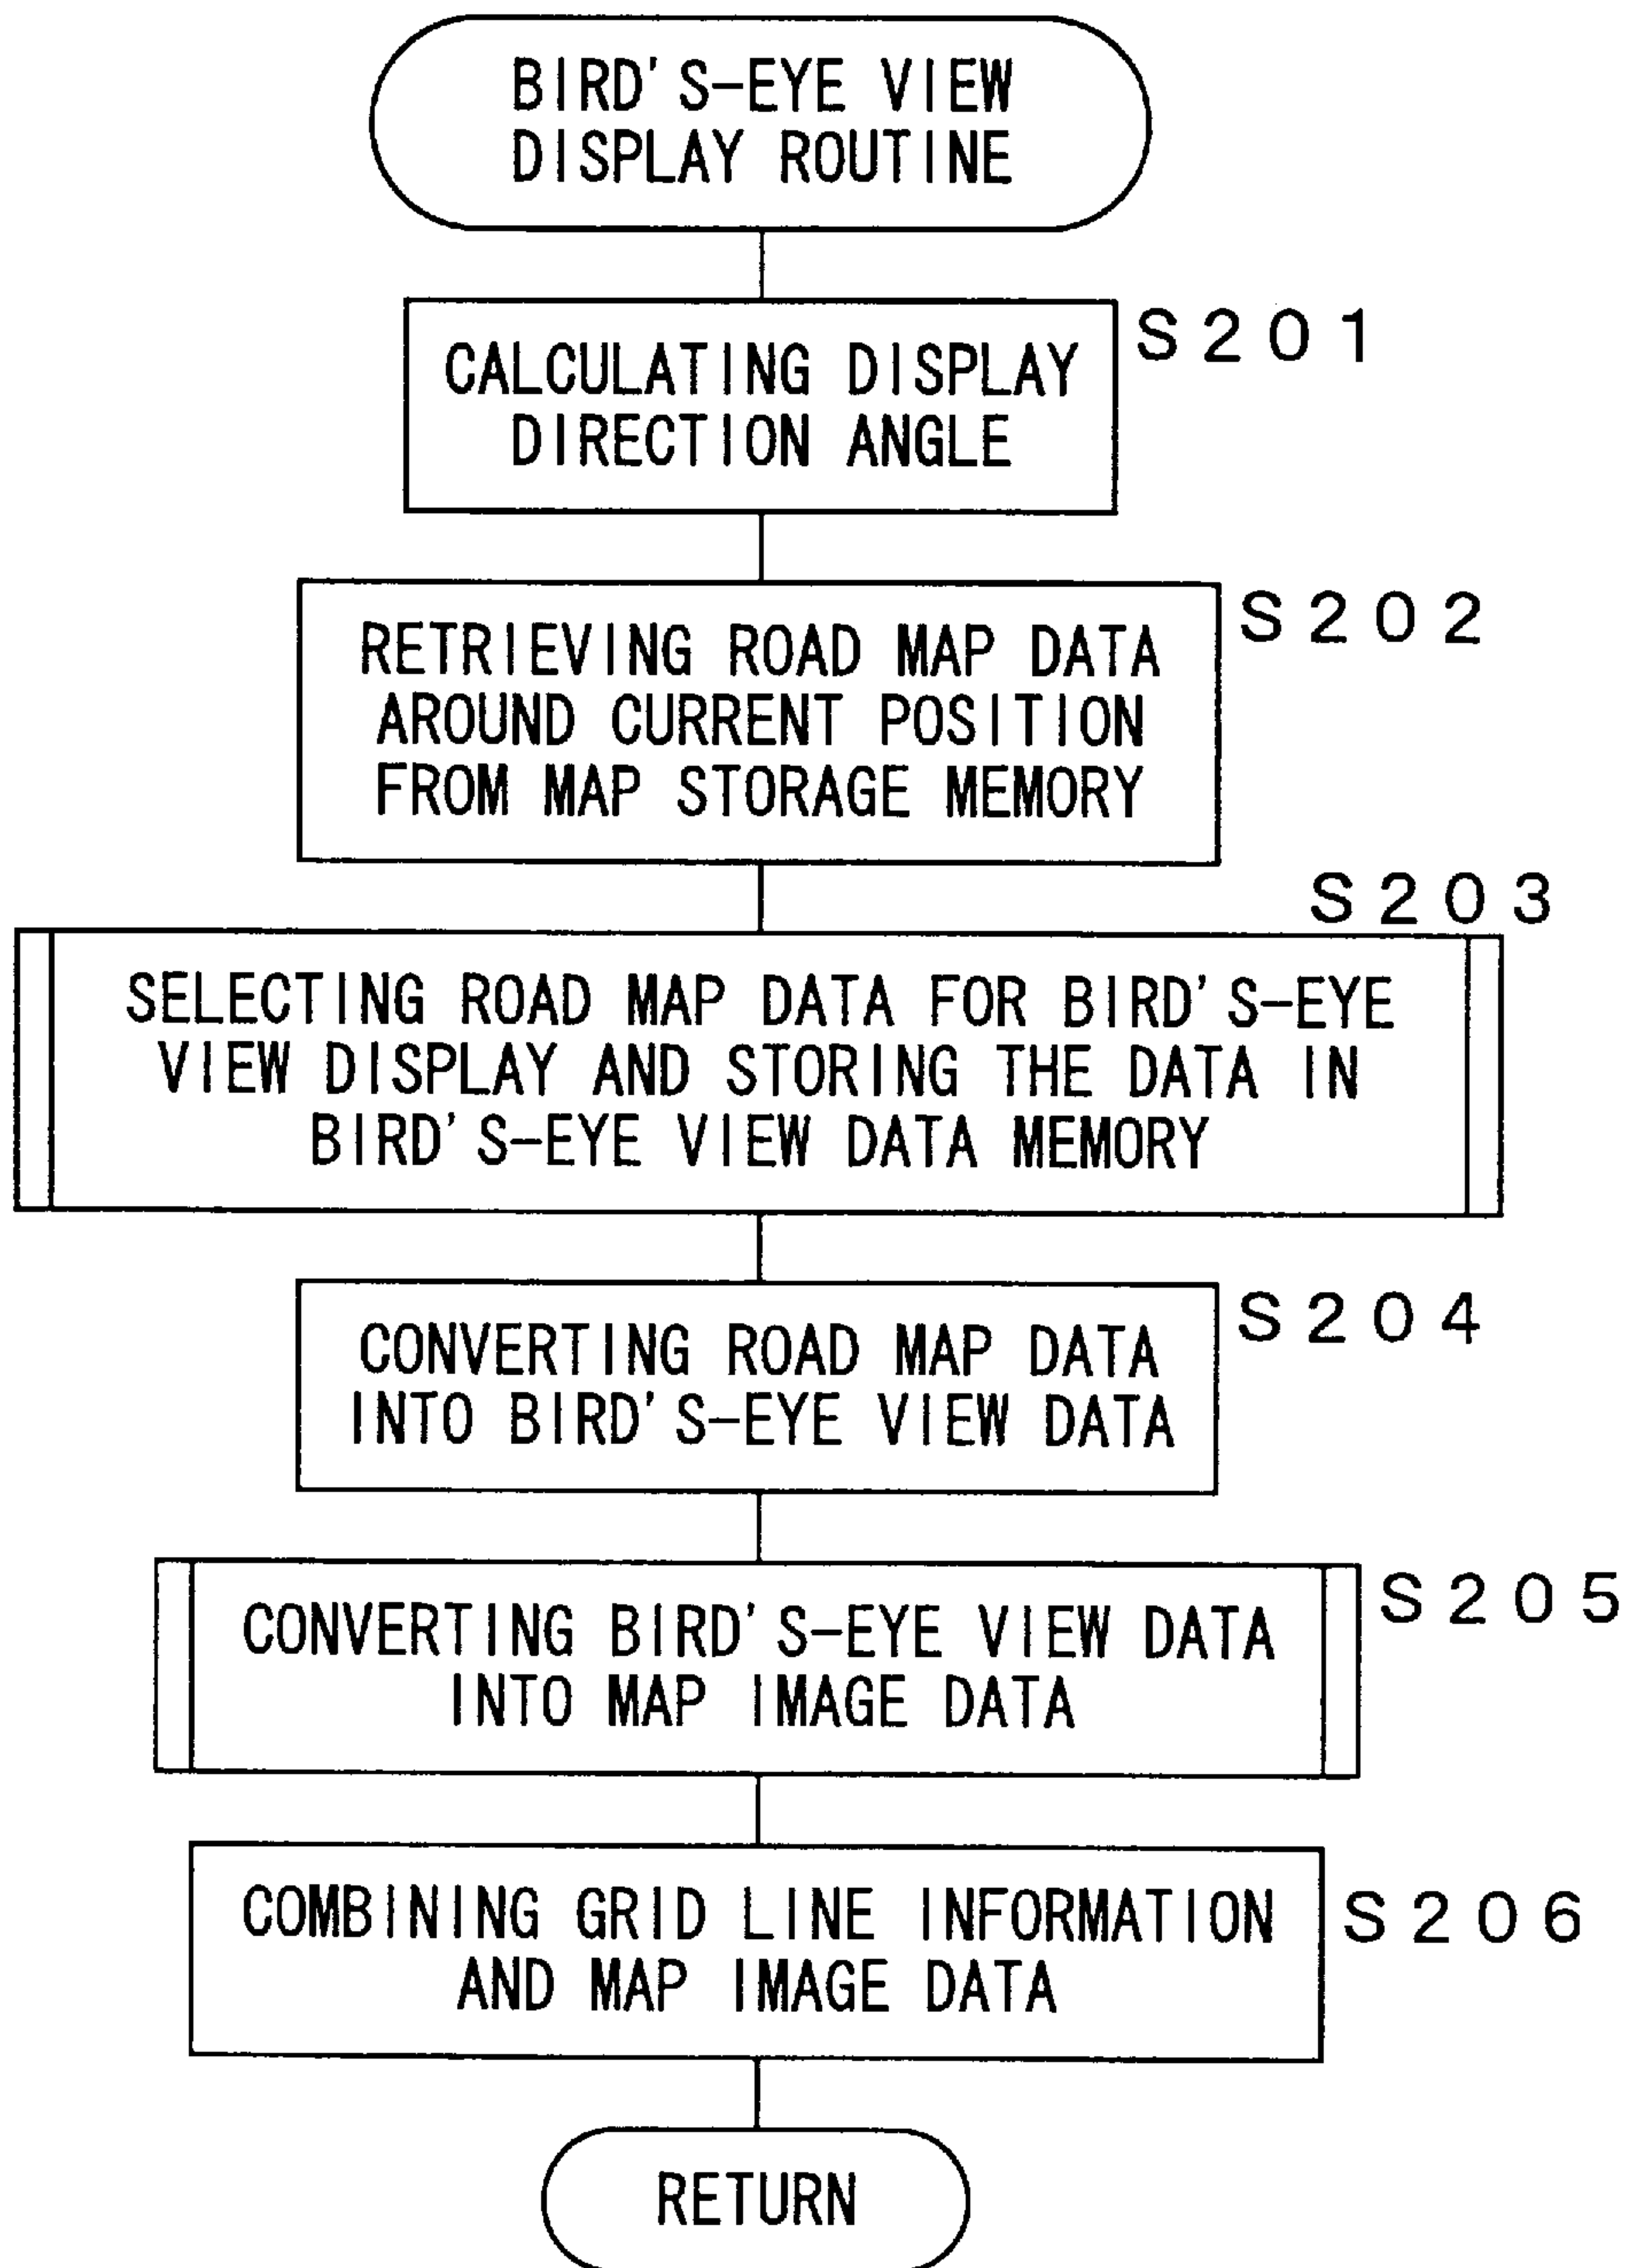 BIRD'S-EYE VIEW
DISPLAY ROUTINE
S201
CALCULATING DISPLAY
DIRECTION ANGLE
S202
RETRIEVING ROAD MAP DATA
AROUND CURRENT POSITION
FROM MAP STORAGE MEMORY
S203
SELECTING ROAD MAP DATA FOR BIRD'S-EYE
VIEW DISPLAY AND STORING THE DATA IN
BIRD'S-EYE VIEW DATA MEMORY
S204
CONVERTING ROAD MAP DATA
INTO BIRD'S-EYE VIEW DATA
S205
CONVERTING BIRD'S-EYE VIEW DATA
INTO MAP IMAGE DATA
S206
COMBINING GRID LINE INFORMATION
AND MAP IMAGE DATA
RETURN